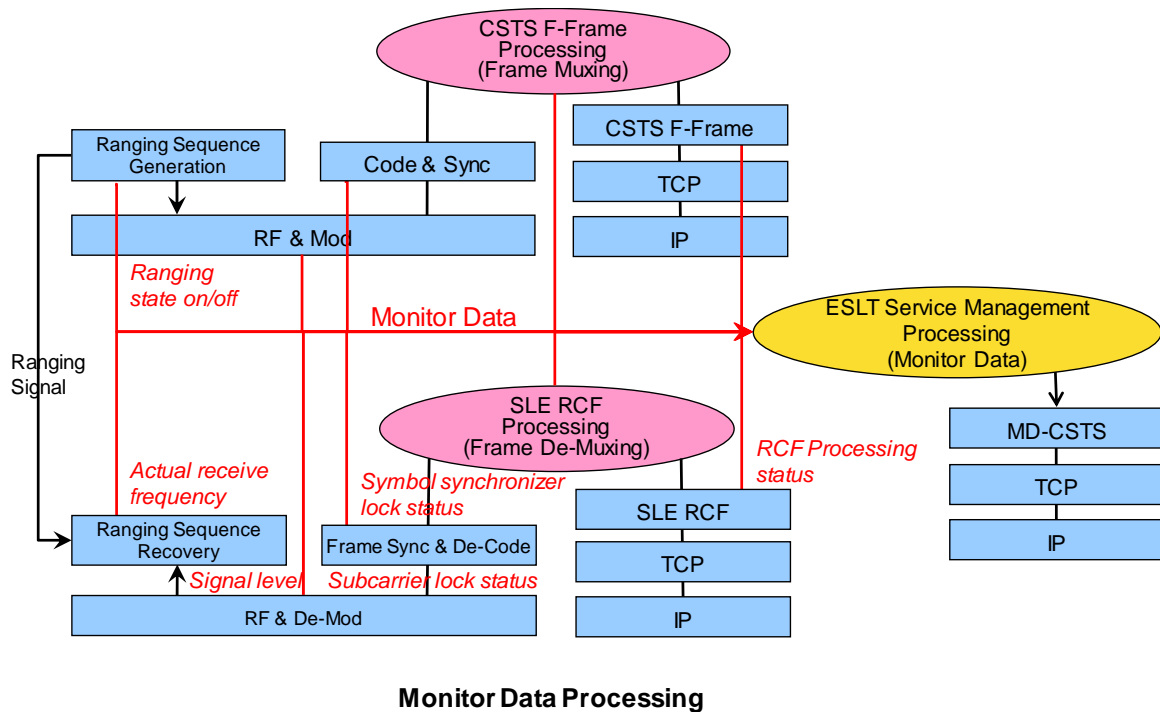 CSTS F-Frame
Processing
(Frame Muxing)
Ranging Sequence
Generation
Code & Sync
CSTS F-Frame
TCP
IP
RF & Mod
Ranging
state on/off
Monitor Data
ESLT Service Management
Processing
(Monitor Data)
Ranging
Signal
SLE RCF
Processing
(Frame De-Muxing)
MD-CSTS
TCP
IP
Actual receive
frequency
Symbol synchronizer
lock status
RCF Processing
status
Ranging Sequence
Recovery
Frame Sync & De-Code
SLE RCF
TCP
IP
Signal level
Subcarrier lock status
RF & De-Mod
Monitor Data Processing